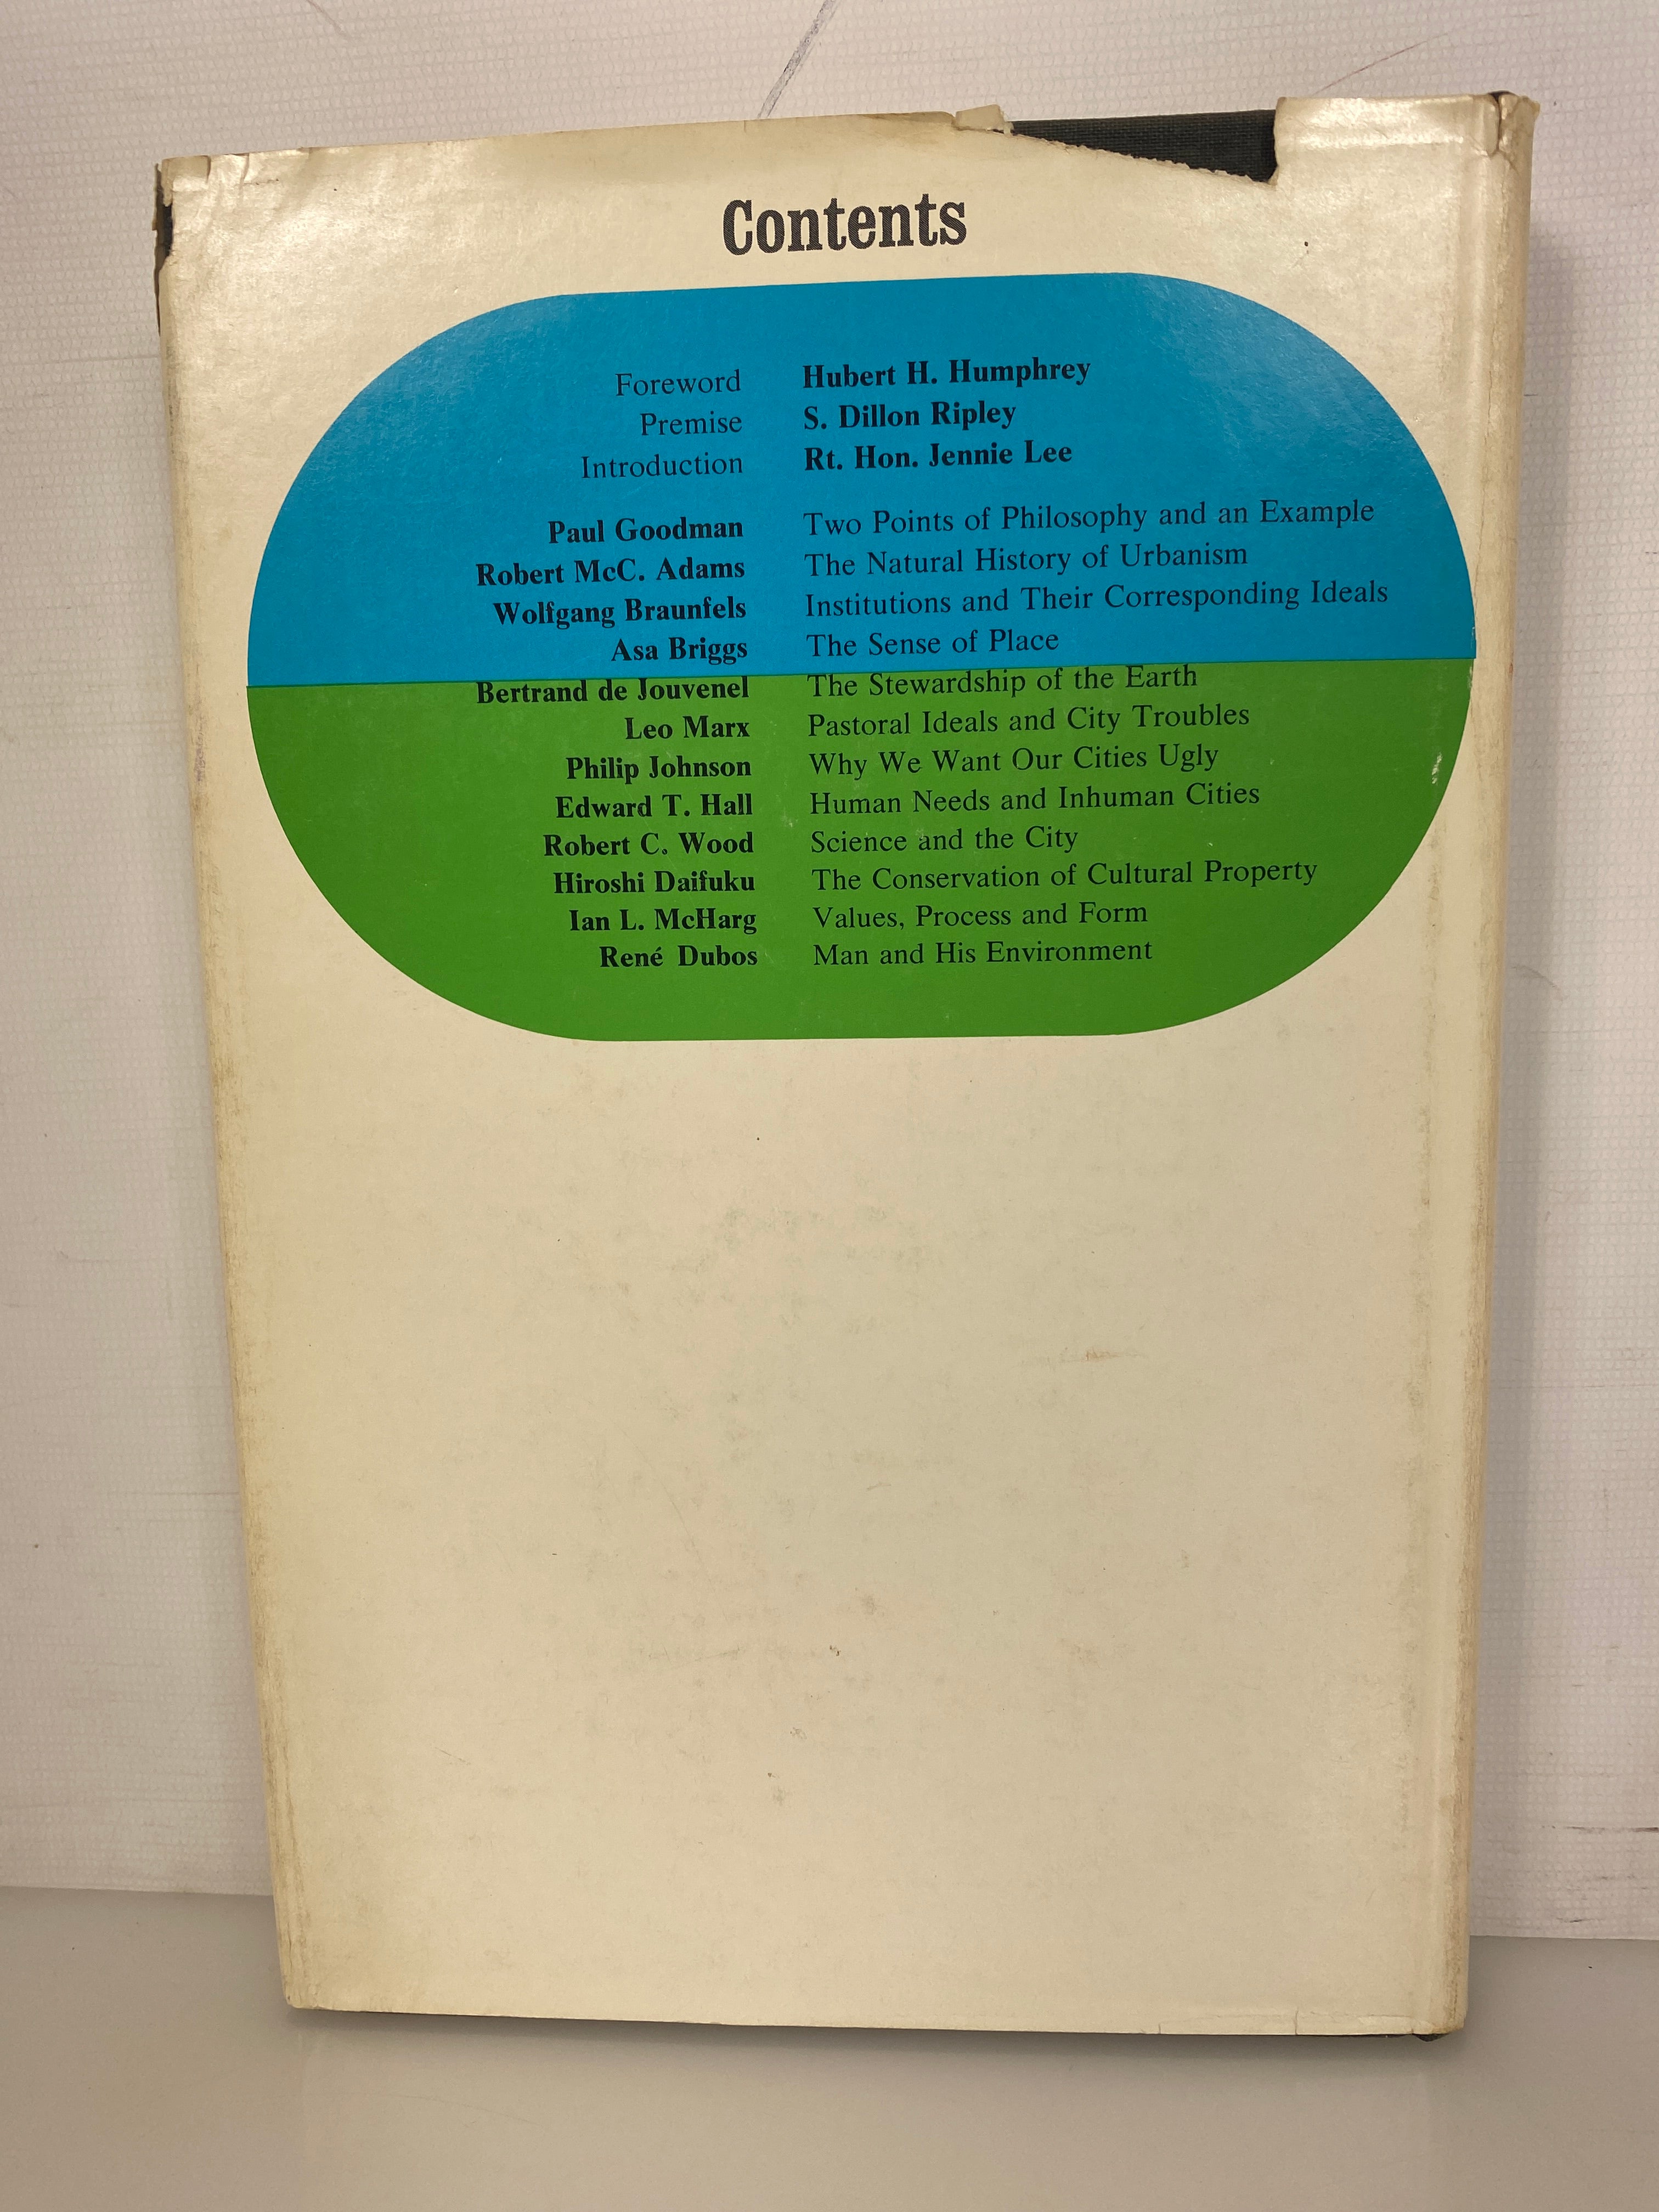 Contents
Foreword Hubert H. Humphrey
Premise S. Dillon Ripley
Introduction Rt. Hon. Jennie Lee
Paul Goodman Two Points of Philosophy and an Example
Robert McC. Adams The Natural History of Urbanism
Wolfgang Braunfels Institutions and Their Corresponding Ideals
Asa Briggs The Sense of Place
Bertrand de Jouvenel The Stewardship of the Earth
Leo Marx Pastoral Ideals and City Troubles
Philip Johnson Why We Want Our Cities Ugly
Edward T. Hall Human Needs and Inhuman Cities
Robert C. Wood Science and the City
Hiroshi Daifuku The Conservation of Cultural Property
Ian L. McHarg Values, Process and Form
René Dubos Man and His Environment